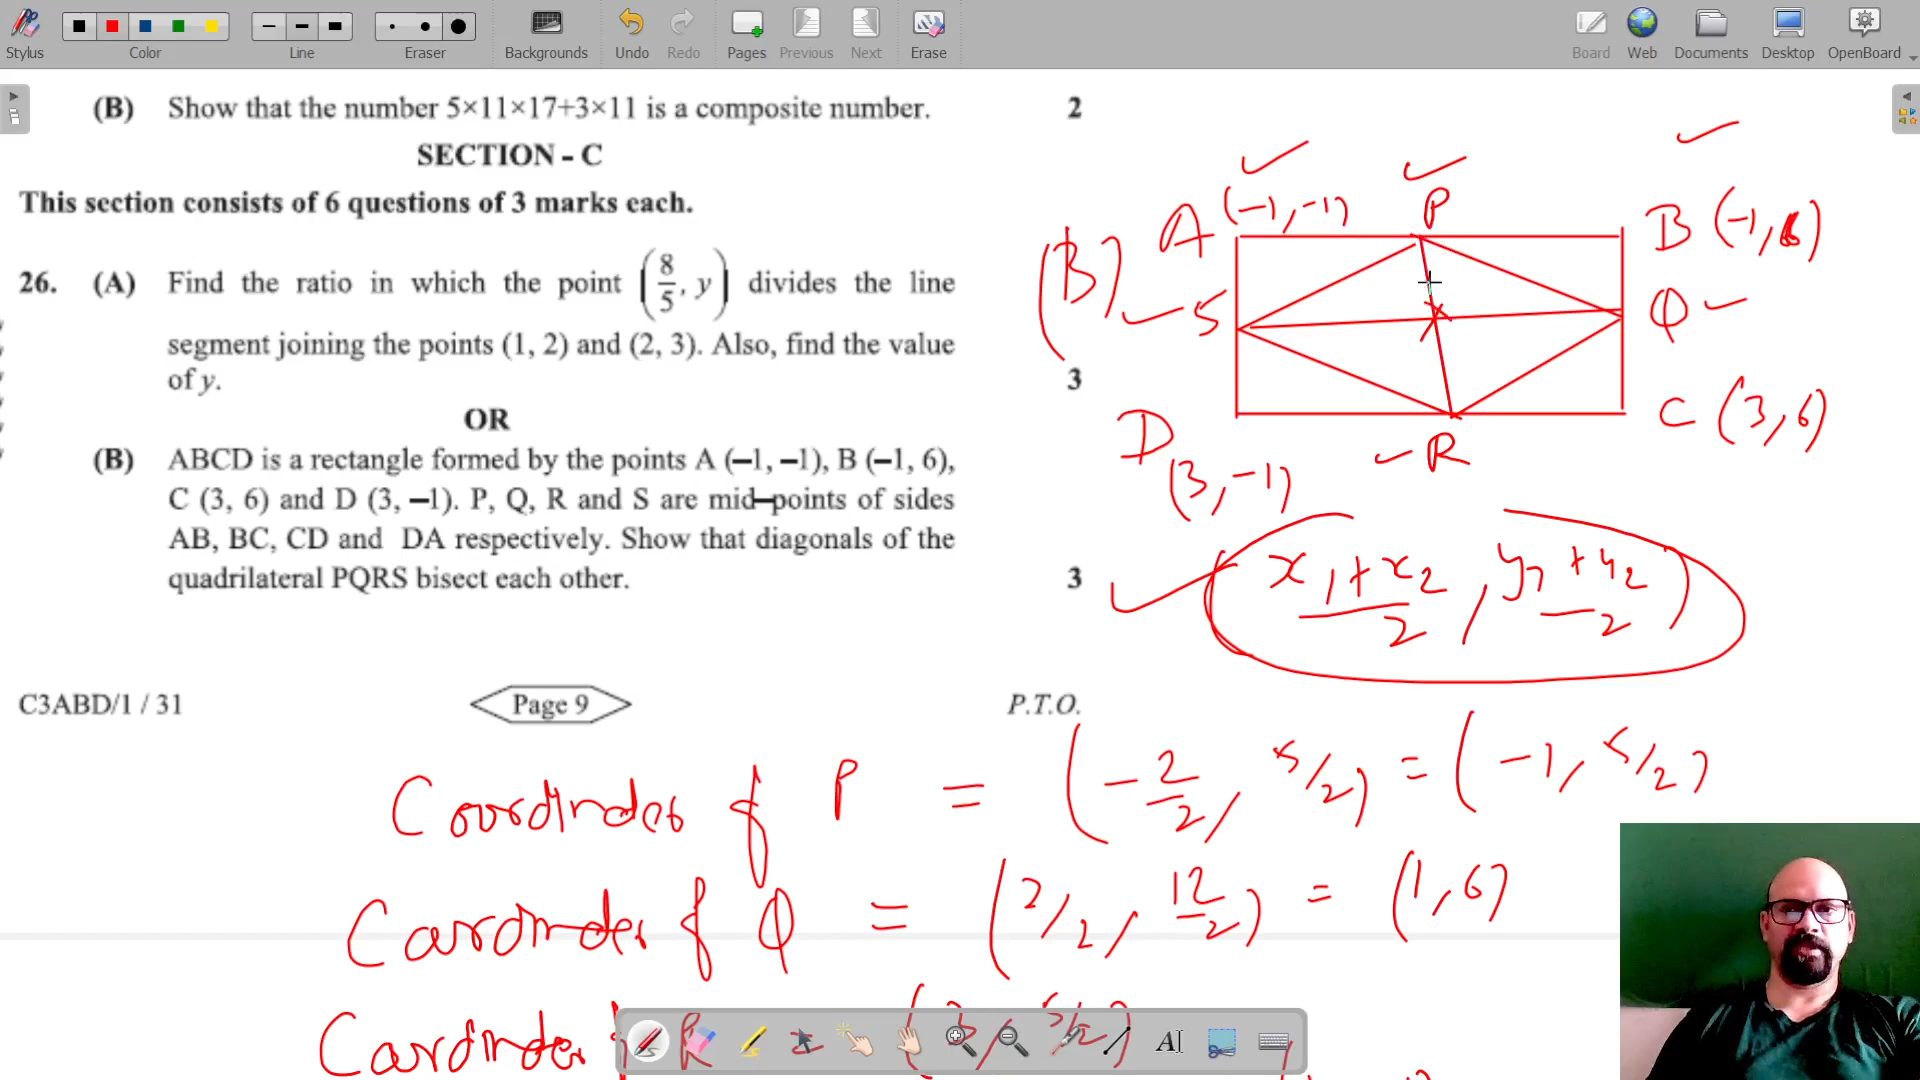 Stylus Color Line Eraser Backgrounds Undo Redo Pages Previous Next Erase Board Web Documents Desktop OpenBoard
(B) Show that the number 5×11×17+3×11 is a composite number. 2
SECTION - C
This section consists of 6 questions of 3 marks each.
26. (A) Find the ratio in which the point (8/5, y) divides the line
segment joining the points (1, 2) and (2, 3). Also, find the value
of y. 3
OR
(B) ABCD is a rectangle formed by the points A (−1, −1), B (−1, 6),
C (3, 6) and D (3, −1). P, Q, R and S are mid-points of sides
AB, BC, CD and DA respectively. Show that diagonals of the
quadrilateral PQRS bisect each other. 3
C3ABD/1 / 31 Page 9 P.T.O.
(B) A (-1, -1) P B (-1, 6)
S Q
D (3, -1) R C (3, 6)
(x1+x2/2, y1+y2/2)
Coordinates of P = (-2/2, 5/2) = (-1, 5/2)
= (2/2, 12/2) = (1, 6)
R (3, 5/2)